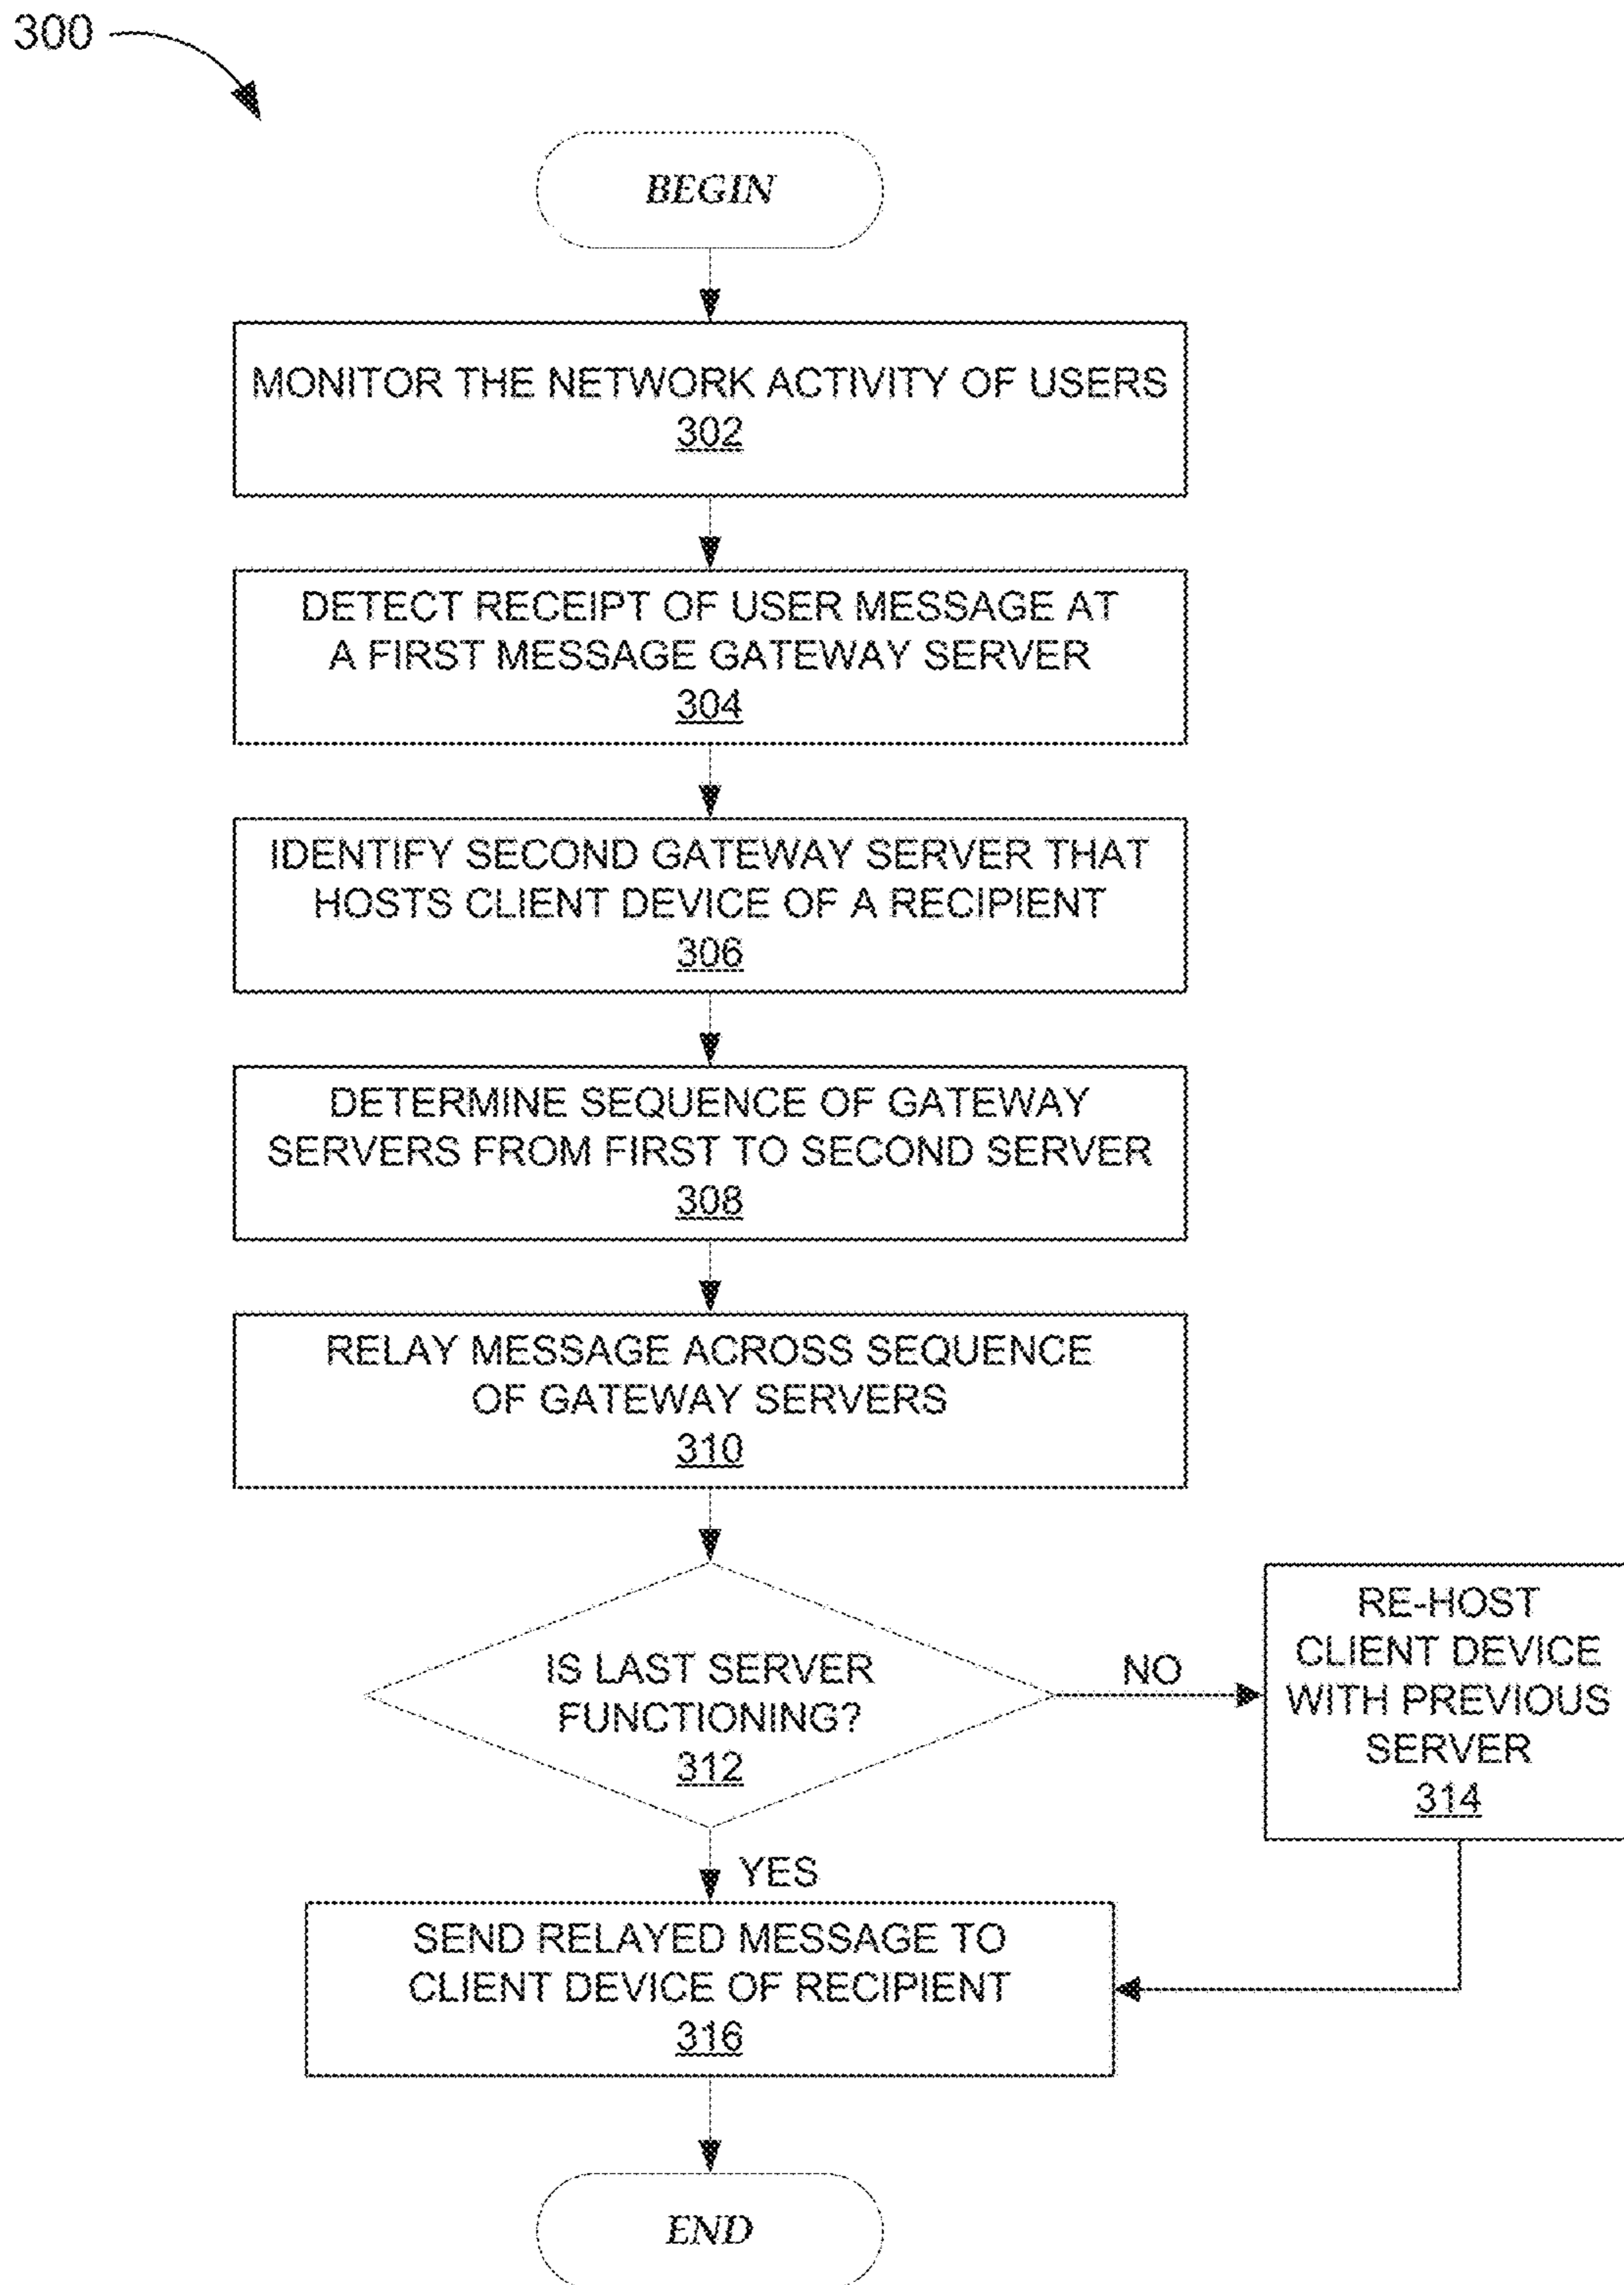 300
BEGIN
MONITOR THE NETWORK ACTIVITY OF USERS
302
DETECT RECEIPT OF USER MESSAGE AT
A FIRST MESSAGE GATEWAY SERVER
304
IDENTIFY SECOND GATEWAY SERVER THAT
HOSTS CLIENT DEVICE OF A RECIPIENT
306
DETERMINE SEQUENCE OF GATEWAY
SERVERS FROM FIRST TO SECOND SERVER
308
RELAY MESSAGE ACROSS SEQUENCE
OF GATEWAY SERVERS
310
IS LAST SERVER
FUNCTIONING?
312
NO
RE-HOST
CLIENT DEVICE
WITH PREVIOUS
SERVER
314
YES
SEND RELAYED MESSAGE TO
CLIENT DEVICE OF RECIPIENT
316
END